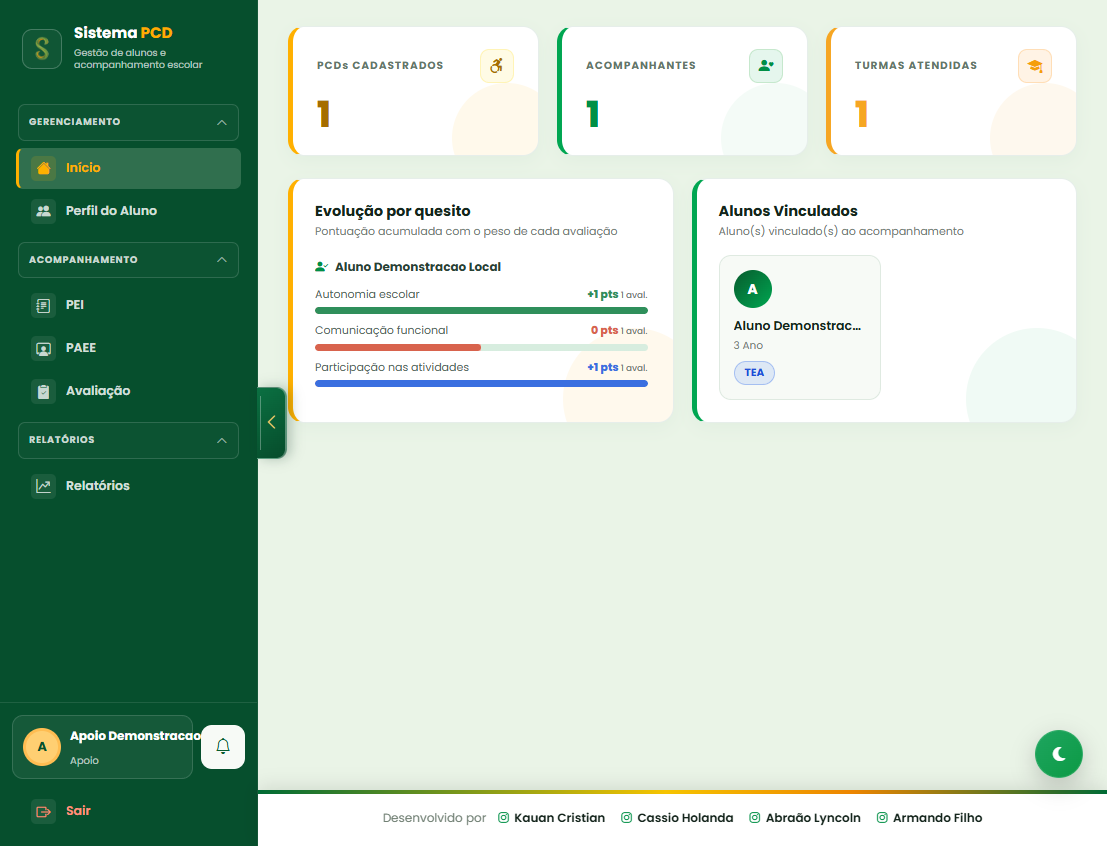 Sistema PCD
Gestão de alunos e
acompanhamento escolar
GERENCIAMENTO
Início
Perfil do Aluno
ACOMPANHAMENTO
PEI
PAEE
Avaliação
RELATÓRIOS
Relatórios
A
Apoio Demonstracao
Apoio
Sair
PCDs CADASTRADOS
1
ACOMPANHANTES
1
TURMAS ATENDIDAS
1
Evolução por quesito
Pontuação acumulada com o peso de cada avaliação
Aluno Demonstracao Local
Autonomia escolar +1 pts 1 aval.
Comunicação funcional 0 pts 1 aval.
Participação nas atividades +1 pts 1 aval.
Alunos Vinculados
Aluno(s) vinculado(s) ao acompanhamento
A
Aluno Demonstrac...
3 Ano
TEA
Desenvolvido por Kauan Cristian Cassio Holanda Abraão Lyncoln Armando Filho